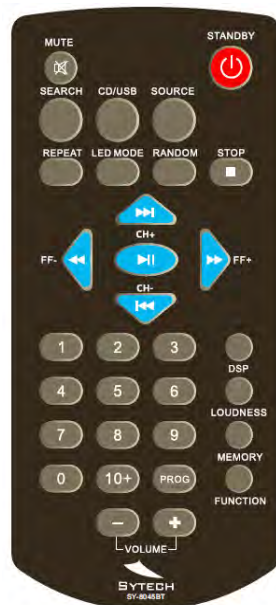 MUTE STANDBY
SEARCH CD/USB SOURCE
REPEAT LED MODE RANDOM STOP
CH+
FF- FF+
CH-
1 2 3
DSP
4 5 6
LOUDNESS
7 8 9
MEMORY
0 10+ PROG
FUNCTION
− +
VOLUME
SYTECH
SY-8045BT